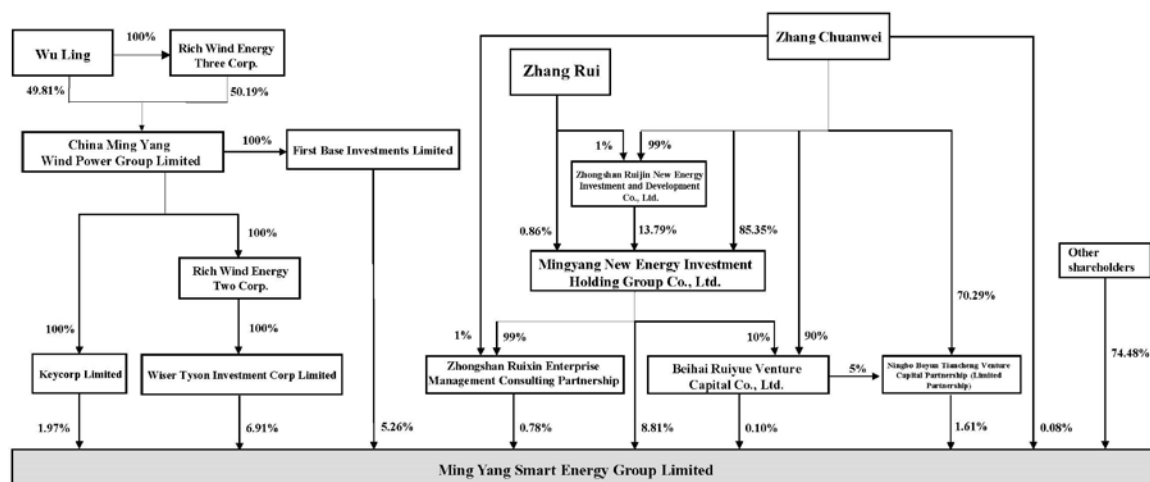 Wu Ling
100%
Rich Wind Energy
Three Corp.
Zhang Chuanwei
Zhang Rui
49.81%
50.19%
China Ming Yang
Wind Power Group Limited
100%
First Base Investments Limited
1%
99%
Zhongshan Ruijin New Energy
Investment and Development
Co., Ltd.
0.86%
13.79%
85.35%
100%
Rich Wind Energy
Two Corp.
Mingyang New Energy Investment
Holding Group Co., Ltd.
Other
shareholders
70.29%
100%
100%
1%
99%
10%
90%
74.48%
Keycorp Limited
Wiser Tyson Investment Corp Limited
Zhongshan Ruixin Enterprise
Management Consulting Partnership
Beihai Ruiyue Venture
Capital Co., Ltd.
5%
Ningbo Boyun Tiancheng Venture
Capital Partnership (Limited
Partnership)
1.97%
6.91%
5.26%
0.78%
8.81%
0.10%
1.61%
0.08%
Ming Yang Smart Energy Group Limited